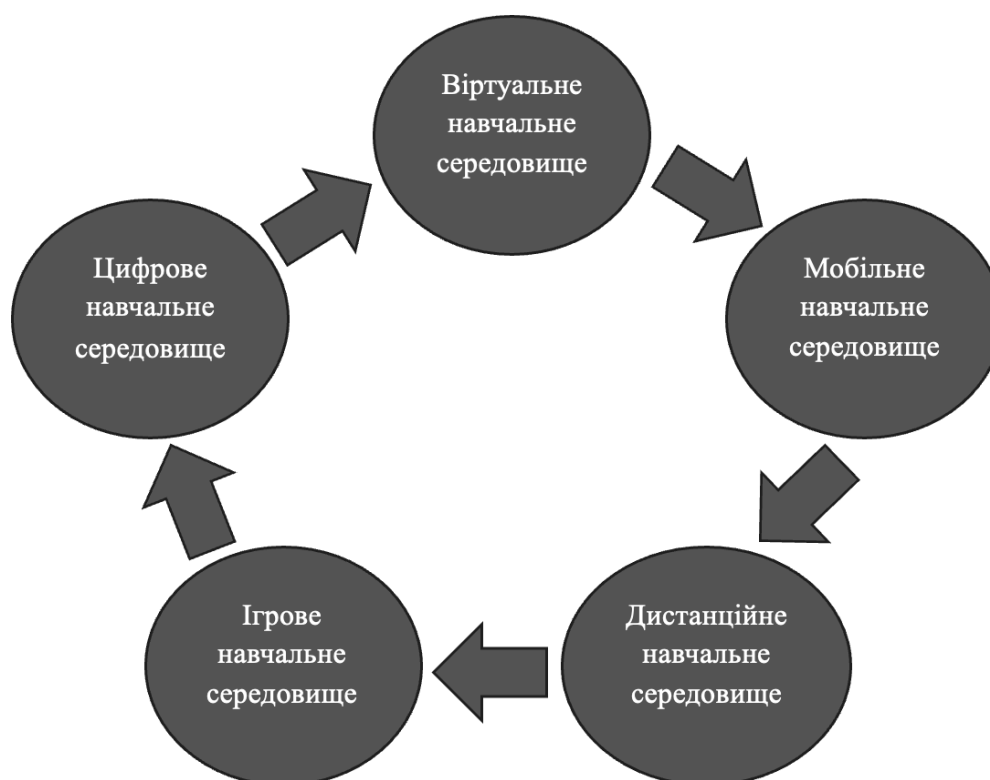 Віртуальне
навчальне
середовище
Мобільне
навчальне
середовище
Дистанційне
навчальне
середовище
Ігрове
навчальне
середовище
Цифрове
навчальне
середовище